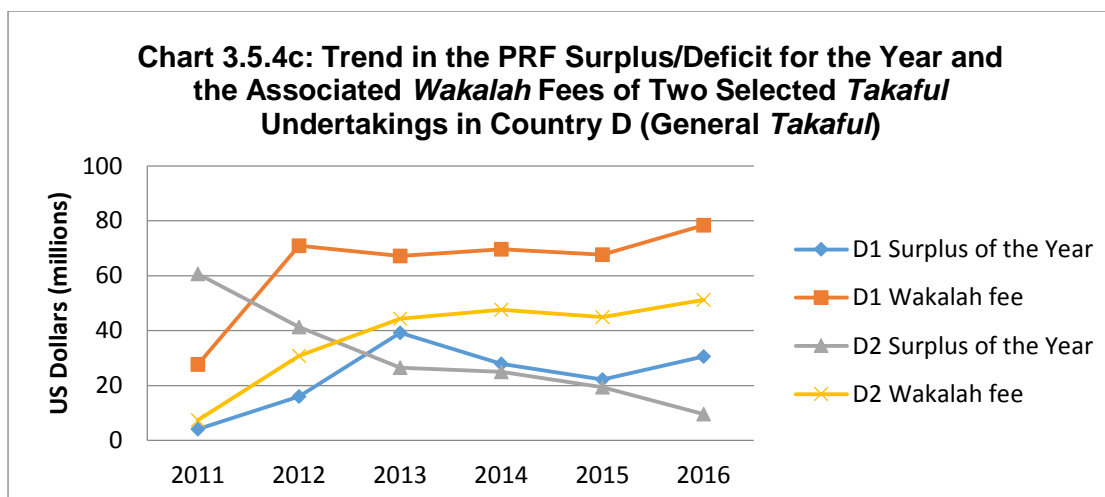 Chart 3.5.4c: Trend in the PRF Surplus/Deficit for the Year and
the Associated Wakalah Fees of Two Selected Takaful
Undertakings in Country D (General Takaful)
US Dollars (millions)
100
80
60
40
20
0
2011 2012 2013 2014 2015 2016
D1 Surplus of the Year
D1 Wakalah fee
D2 Surplus of the Year
D2 Wakalah fee